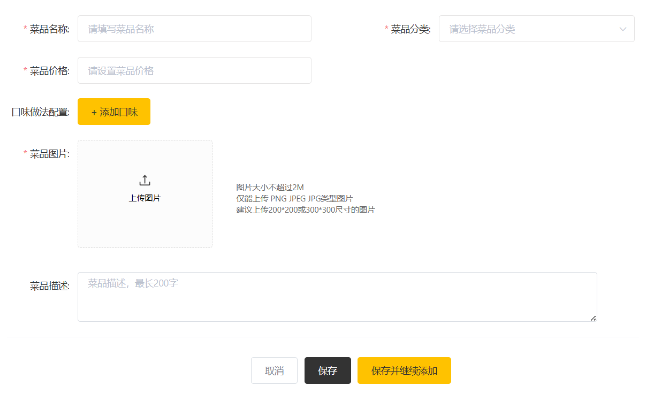 * 菜品名称: 请填写菜品名称 * 菜品分类: 请选择菜品分类
* 菜品价格: 请设置菜品价格
口味做法配置: + 添加口味
* 菜品图片:
上传图片
图片大小不超过2M
仅能上传 PNG JPEG JPG类型图片
建议上传200*200或300*300尺寸的图片
菜品描述: 菜品描述，最长200字
取消 保存 保存并继续添加